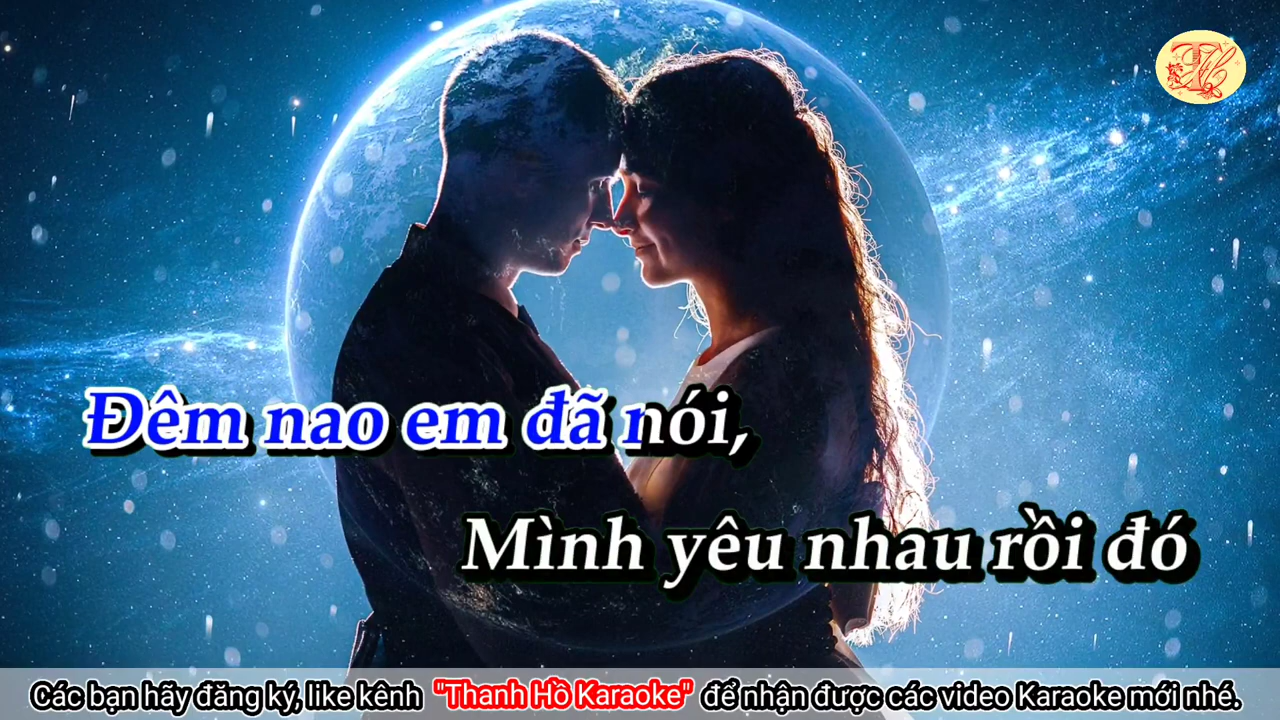 Đêm nao em đã nói,
Mình yêu nhau rồi đó
Các bạn hãy đăng ký, like kênh "Thanh Hồ Karaoke" để nhận được các video Karaoke mới nhé.